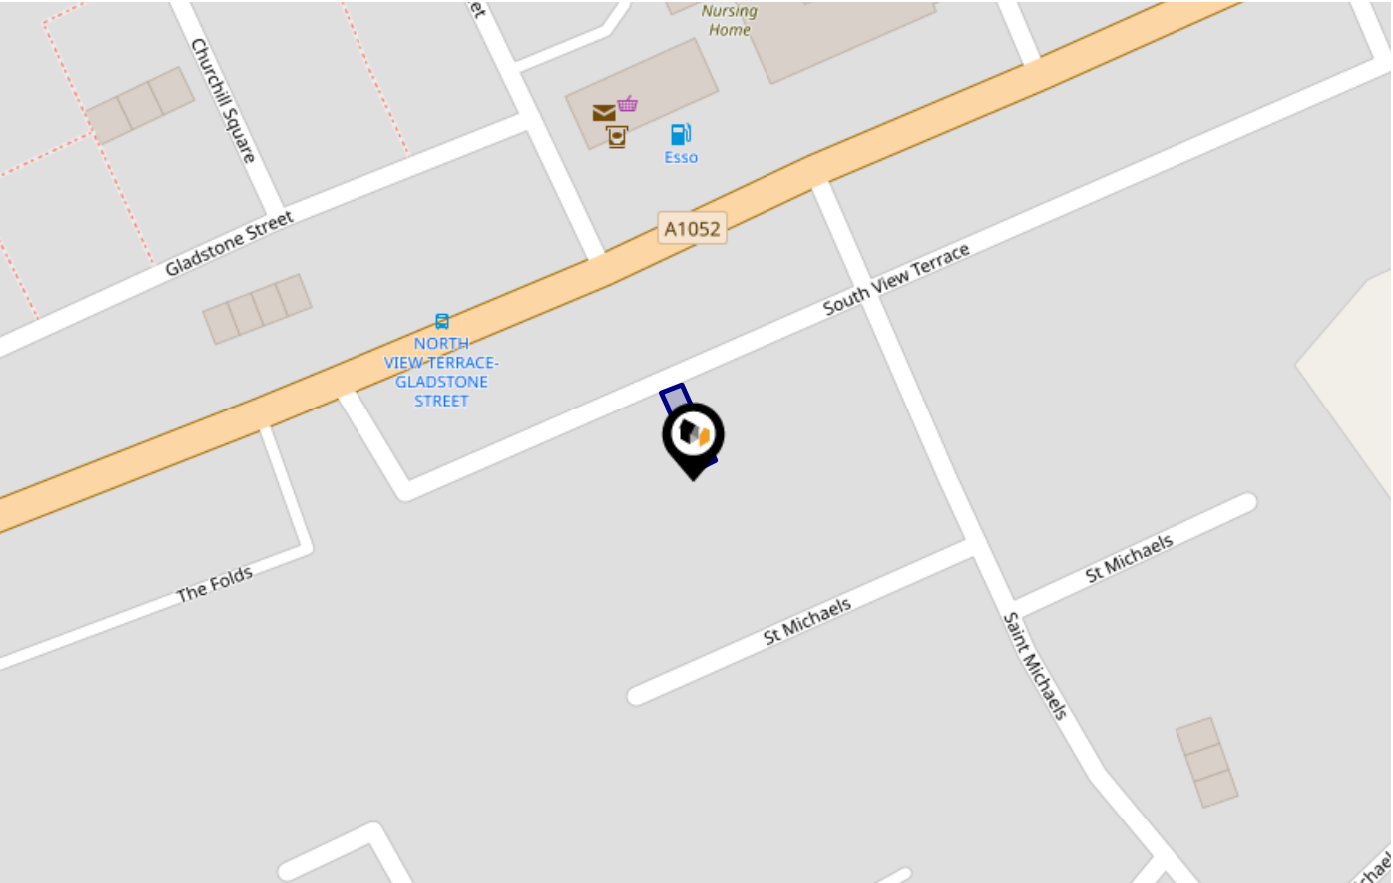 Nursing
Home
Churchill Square
Esso
A1052
Gladstone Street
South View Terrace
NORTH
VIEW TERRACE-
GLADSTONE
STREET
The Folds
St Michaels
St Michaels
Saint Michaels